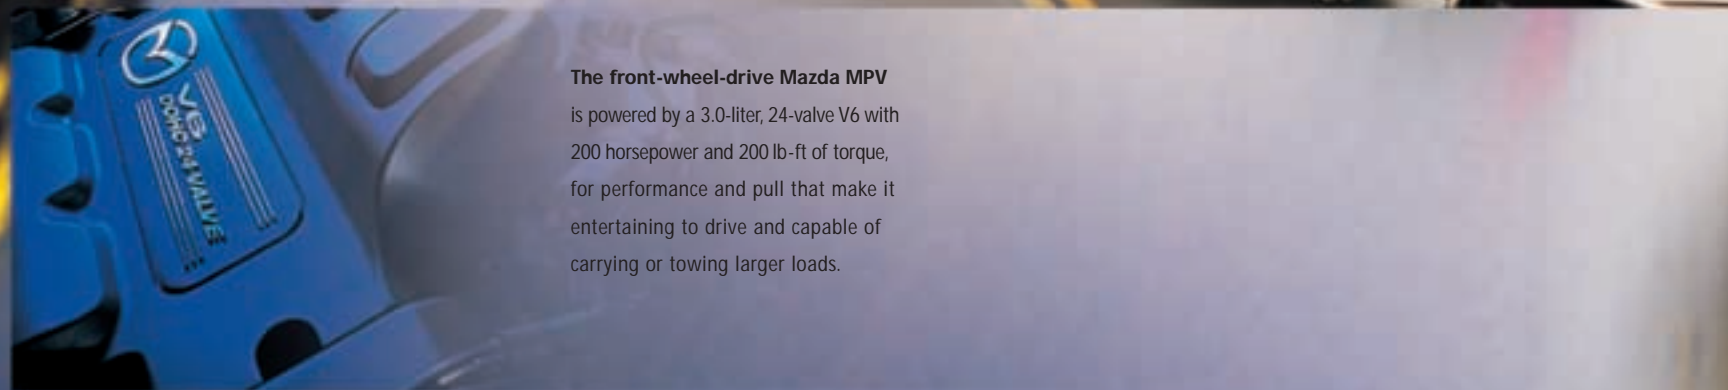 V6
DOHC 24 VALVE
The front-wheel-drive Mazda MPV
is powered by a 3.0-liter, 24-valve V6 with
200 horsepower and 200 lb-ft of torque,
for performance and pull that make it
entertaining to drive and capable of
carrying or towing larger loads.